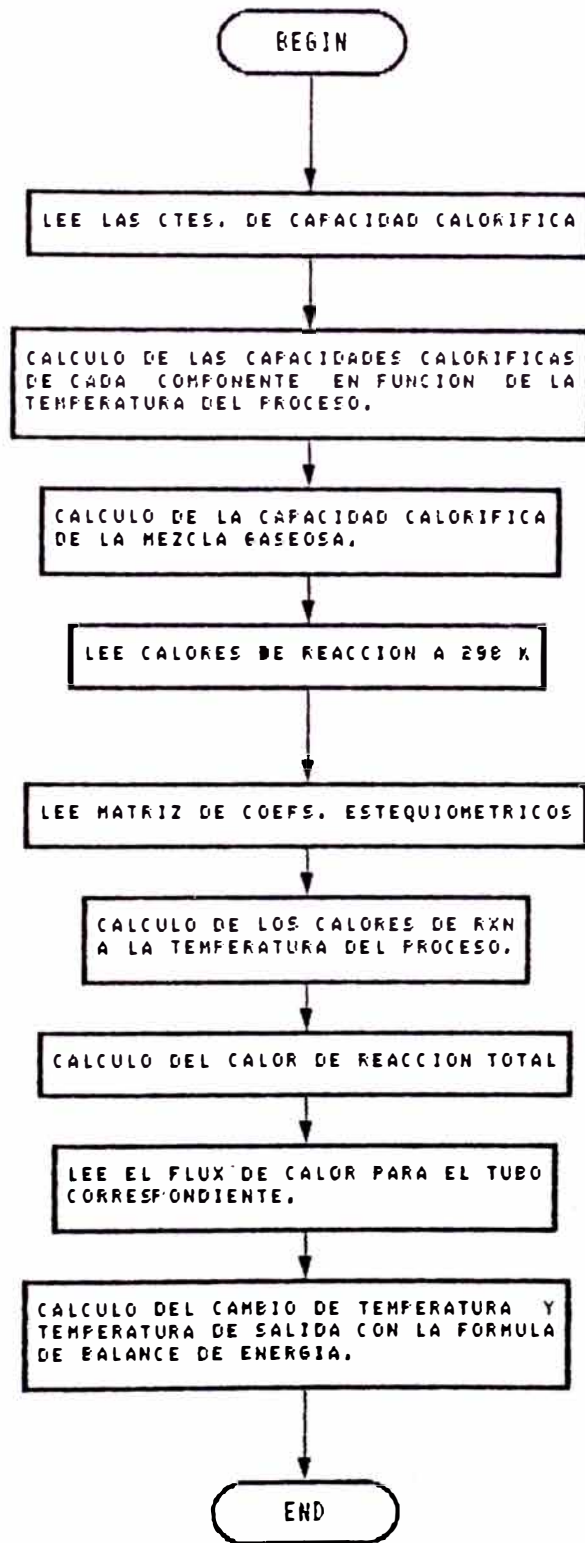 BEGIN
LEE LAS CTES. DE CAPACIDAD CALORIFICA
CALCULO DE LAS CAPACIDADES CALORIFICAS
DE CADA COMPONENTE EN FUNCION DE LA
TEMPERATURA DEL PROCESO.
CALCULO DE LA CAPACIDAD CALORIFICA
DE LA MEZCLA GASEOSA.
LEE CALORES DE REACCION A 298 K
LEE MATRIZ DE COEFS. ESTEQUIOMETRICOS
CALCULO DE LOS CALORES DE RXN
A LA TEMPERATURA DEL PROCESO.
CALCULO DEL CALOR DE REACCION TOTAL
LEE EL FLUX DE CALOR PARA EL TUBO
CORRESPONDIENTE.
CALCULO DEL CAMBIO DE TEMPERATURA Y
TEMPERATURA DE SALIDA CON LA FORMULA
DE BALANCE DE ENERGIA.
END